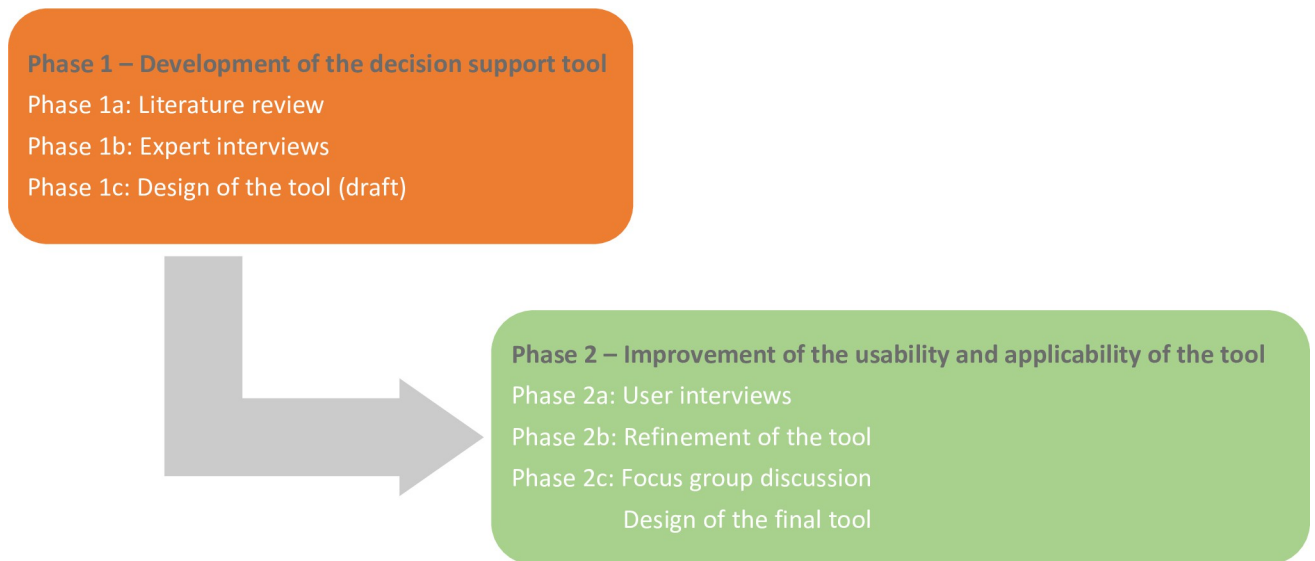 Phase 1 – Development of the decision support tool
Phase 1a: Literature review
Phase 1b: Expert interviews
Phase 1c: Design of the tool (draft)
Phase 2 – Improvement of the usability and applicability of the tool
Phase 2a: User interviews
Phase 2b: Refinement of the tool
Phase 2c: Focus group discussion
Design of the final tool